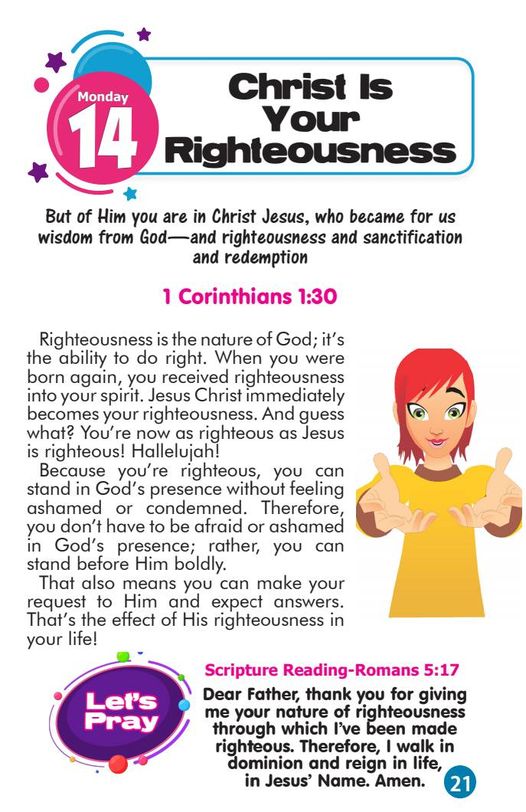 Monday
14
Christ Is
Your
Righteousness
But of Him you are in Christ Jesus, who became for us
wisdom from God—and righteousness and sanctification
and redemption
1 Corinthians 1:30
Righteousness is the nature of God; it's
the ability to do right. When you were
born again, you received righteousness
into your spirit. Jesus Christ immediately
becomes your righteousness. And guess
what? You're now as righteous as Jesus
is righteous! Hallelujah!
Because you're righteous, you can
stand in God's presence without feeling
ashamed or condemned. Therefore,
you don't have to be afraid or ashamed
in God's presence; rather, you can
stand before Him boldly.
That also means you can make your
request to Him and expect answers.
That's the effect of His righteousness in
your life!
Let's
Pray
Scripture Reading-Romans 5:17
Dear Father, thank you for giving
me your nature of righteousness
through which I've been made
righteous. Therefore, I walk in
dominion and reign in life,
in Jesus' Name. Amen.
21